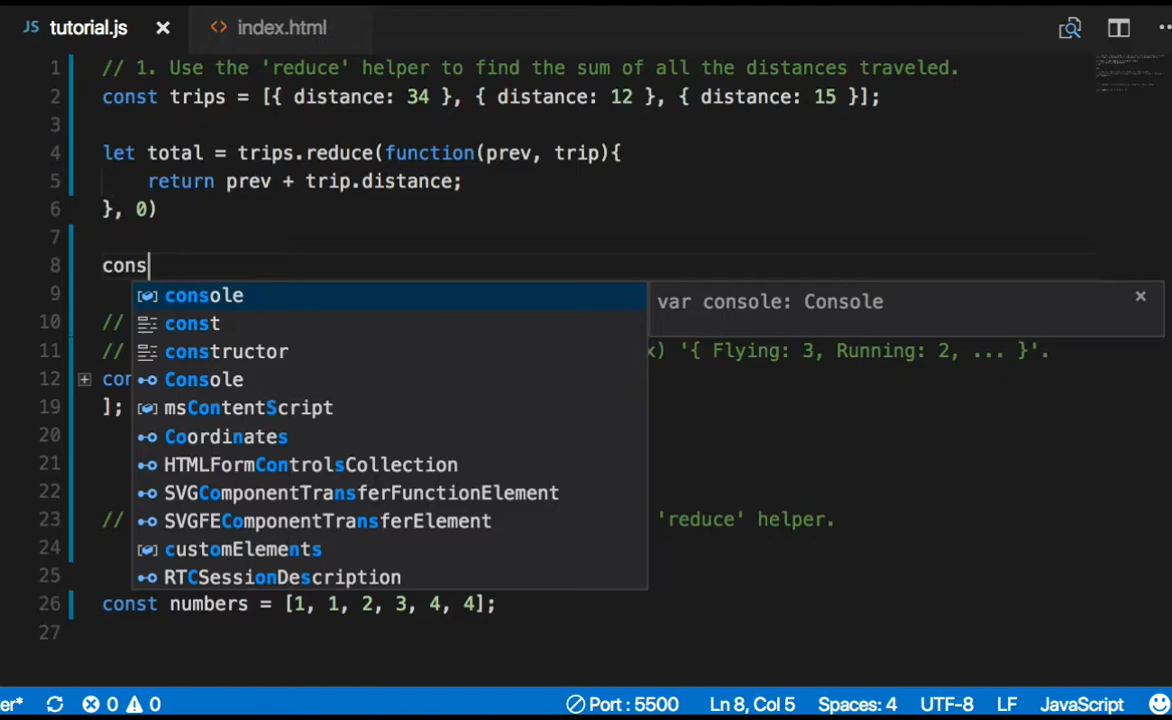 JS tutorial.js × <> index.html
1 // 1. Use the 'reduce' helper to find the sum of all the distances traveled.
2 const trips = [{ distance: 34 }, { distance: 12 }, { distance: 15 }];
3
4 let total = trips.reduce(function(prev, trip){
5 return prev + trip.distance;
6 }, 0)
7
8 cons
9 console var console: Console ×
10 // const
11 // constructor x) '{ Flying: 3, Running: 2, ... }'.
12 con Console
19 ]; msContentScript
20 Coordinates
21 HTMLFormControlsCollection
22 SVGComponentTransferFunctionElement
23 // SVGFEComponentTransferElement 'reduce' helper.
24 customElements
25 RTCSessionDescription
26 const numbers = [1, 1, 2, 3, 4, 4];
27
er* 0 0 Port : 5500 Ln 8, Col 5 Spaces: 4 UTF-8 LF JavaScript